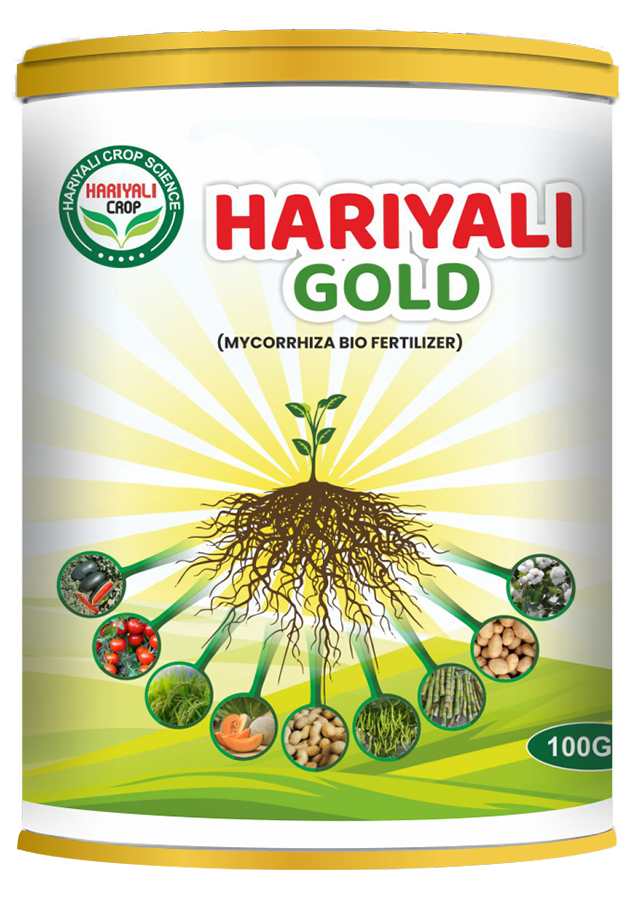 HARIYALI CROP SCIENCE
HARIYALI
CROP
HARIYALI
GOLD
(MYCORRHIZA BIO FERTILIZER)
100G